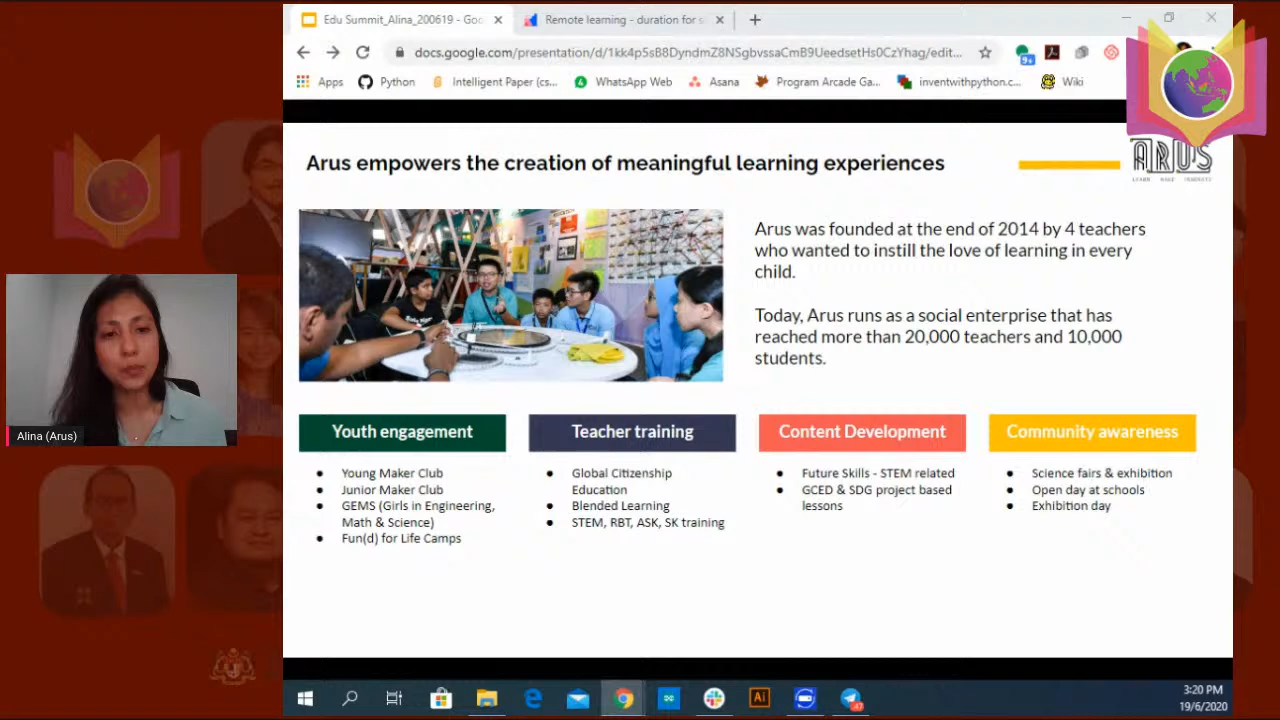 Edu Summit_Alina_200619 - Goo
Remote learning - duration for s
docs.google.com/presentation/d/1kk4p5sB8DyndmZ8NSgbvssaCmB9UeedsetHs0CzYhag/edit...
9+
Apps
Python
Intelligent Paper (cs...
WhatsApp Web
Asana
Program Arcade Ga...
inventwithpython.c...
Wiki
Arus empowers the creation of meaningful learning experiences
ARUS
LEARN MAKE INNOVATE
Arus was founded at the end of 2014 by 4 teachers
who wanted to instill the love of learning in every
child.
Today, Arus runs as a social enterprise that has
reached more than 20,000 teachers and 10,000
students.
Alina (Arus)
Youth engagement
● Young Maker Club
● Junior Maker Club
● GEMS (Girls in Engineering,
Math & Science)
● Fun(d) for Life Camps
Teacher training
● Global Citizenship
Education
● Blended Learning
● STEM, RBT, ASK, SK training
Content Development
● Future Skills - STEM related
● GCED & SDG project based
lessons
Community awareness
● Science fairs & exhibition
● Open day at schools
● Exhibition day
Ai
3:20 PM
19/6/2020